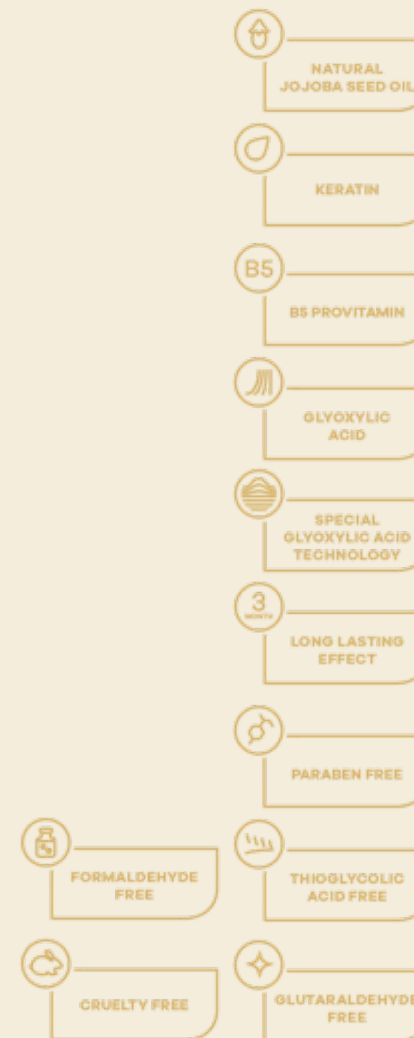 NATURAL
JOJOBA SEED OIL
KERATIN
B5
B5 PROVITAMIN
GLYOXYLIC
ACID
SPECIAL
GLYOXYLIC ACID
TECHNOLOGY
3
MONTH
LONG LASTING
EFFECT
PARABEN FREE
FORMALDEHYDE
FREE
THIOGLYCOLIC
ACID FREE
CRUELTY FREE
GLUTARALDEHYDE
FREE